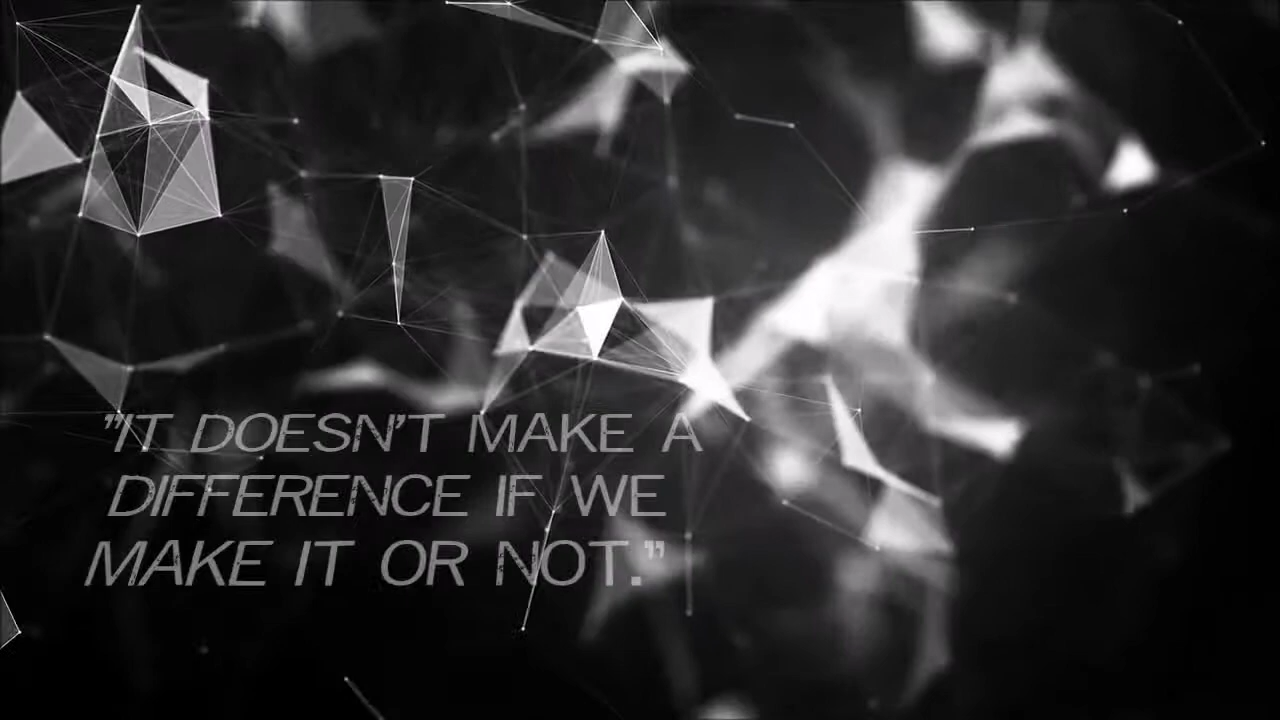 "IT DOESN'T MAKE A
DIFFERENCE IF WE
MAKE IT OR NOT."